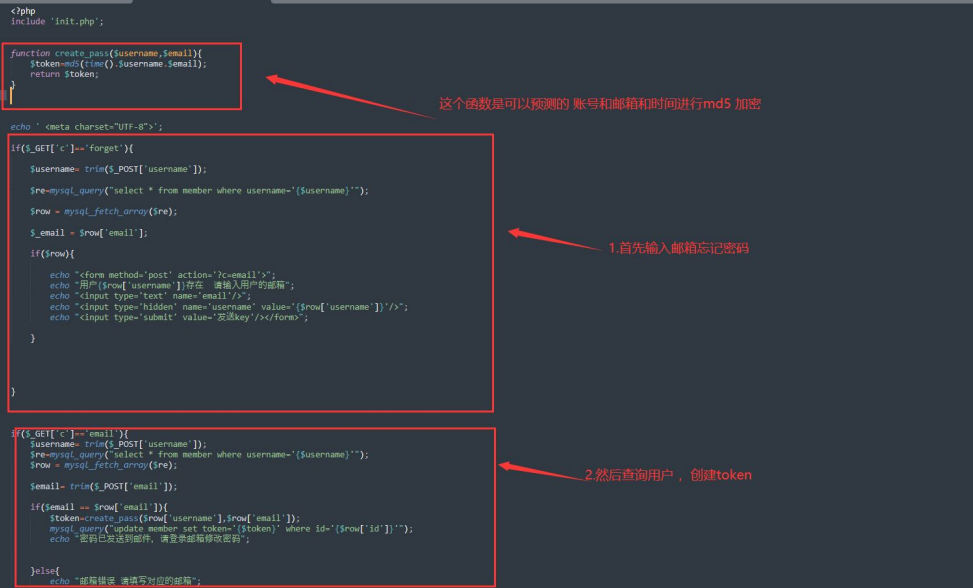 <?php
include 'init.php';
function create_pass($username,$email){
$token=md5(time().$username.$email);
return $token;
}
这个函数是可以预测的 账号和邮箱和时间进行md5 加密
echo ' <meta charset="UTF-8">';
if($_GET['c']=='forget'){
$username= trim($_POST['username']);
$re=mysql_query("select * from member where username='{$username}'");
$row = mysql_fetch_array($re);
$_email = $row['email'];
1.首先输入邮箱忘记密码
if($row){
echo "<form method='post' action='?c=email'>";
echo "用户{$row['username']}存在  请输入用户的邮箱";
echo "<input type='text' name='email'/>";
echo "<input type='hidden' name='username' value='{$row['username']}'/>";
echo "<input type='submit' value='发送key'/></form>";
}
}
if($_GET['c']=='email'){
$username= trim($_POST['username']);
$re=mysql_query("select * from member where username='{$username}'");
$row = mysql_fetch_array($re);
2.然后查询用户 ，创建token
$email= trim($_POST['email']);
if($email == $row['email']){
$token=create_pass($row['username'],$row['email']);
mysql_query("update member set token='{$token}' where id='{$row['id']}'");
echo "密码已发送到邮件，请登录邮箱修改密码";
}else{
echo "邮箱错误 请填写对应的邮箱";